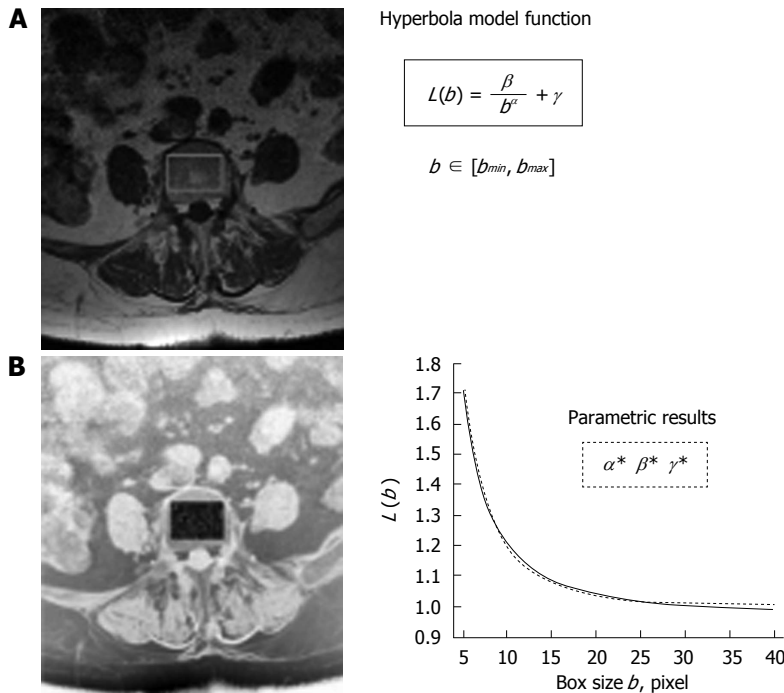 A
Hyperbola model function
L(b) = β / b^α + γ
b ∈ [bmin, bmax]
B
1.8
1.7
1.6
1.5
1.4
1.3
1.2
1.1
1.0
0.9
L(b)
Parametric results
α* β* γ*
5 10 15 20 25 30 35 40
Box size b, pixel